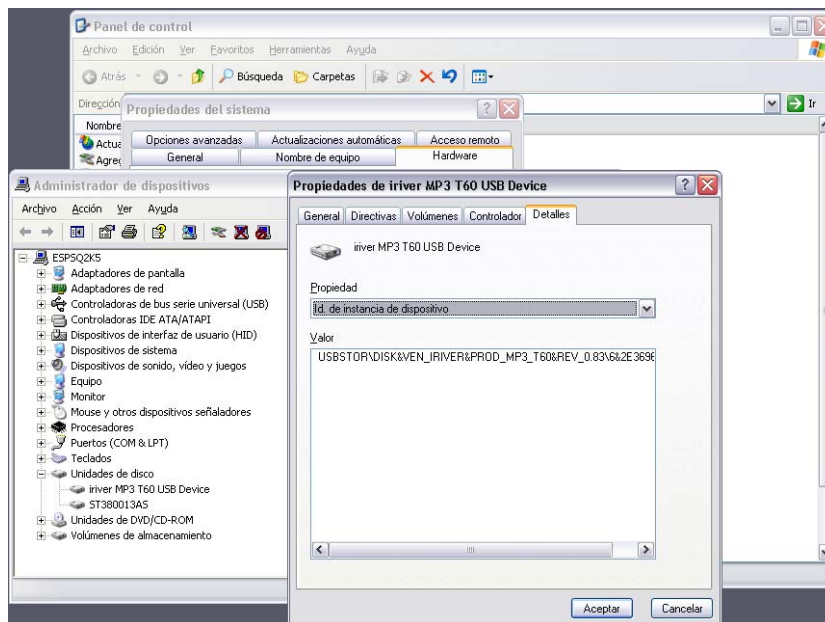 Panel de control
Archivo Edición Ver Favoritos Herramientas Ayuda
Atrás Búsqueda Carpetas
Dirección Ir
Propiedades del sistema
Nombre
Opciones avanzadas Actualizaciones automáticas Acceso remoto
General Nombre de equipo Hardware
Administrador de dispositivos
Archivo Acción Ver Ayuda
ESPSQ2K5
Adaptadores de pantalla
Adaptadores de red
Controladoras de bus serie universal (USB)
Controladoras IDE ATA/ATAPI
Dispositivos de interfaz de usuario (HID)
Dispositivos de sistema
Dispositivos de sonido, vídeo y juegos
Equipo
Monitor
Mouse y otros dispositivos señaladores
Procesadores
Puertos (COM & LPT)
Teclados
Unidades de disco
iriver MP3 T60 USB Device
ST380013AS
Unidades de DVD/CD-ROM
Volúmenes de almacenamiento
Propiedades de iriver MP3 T60 USB Device
General Directivas Volúmenes Controlador Detalles
iriver MP3 T60 USB Device
Propiedad
Id. de instancia de dispositivo
Valor
USBSTOR\DISK&VEN_IRIVER&PROD_MP3_T60&REV_0.83\6&2E369
Aceptar Cancelar